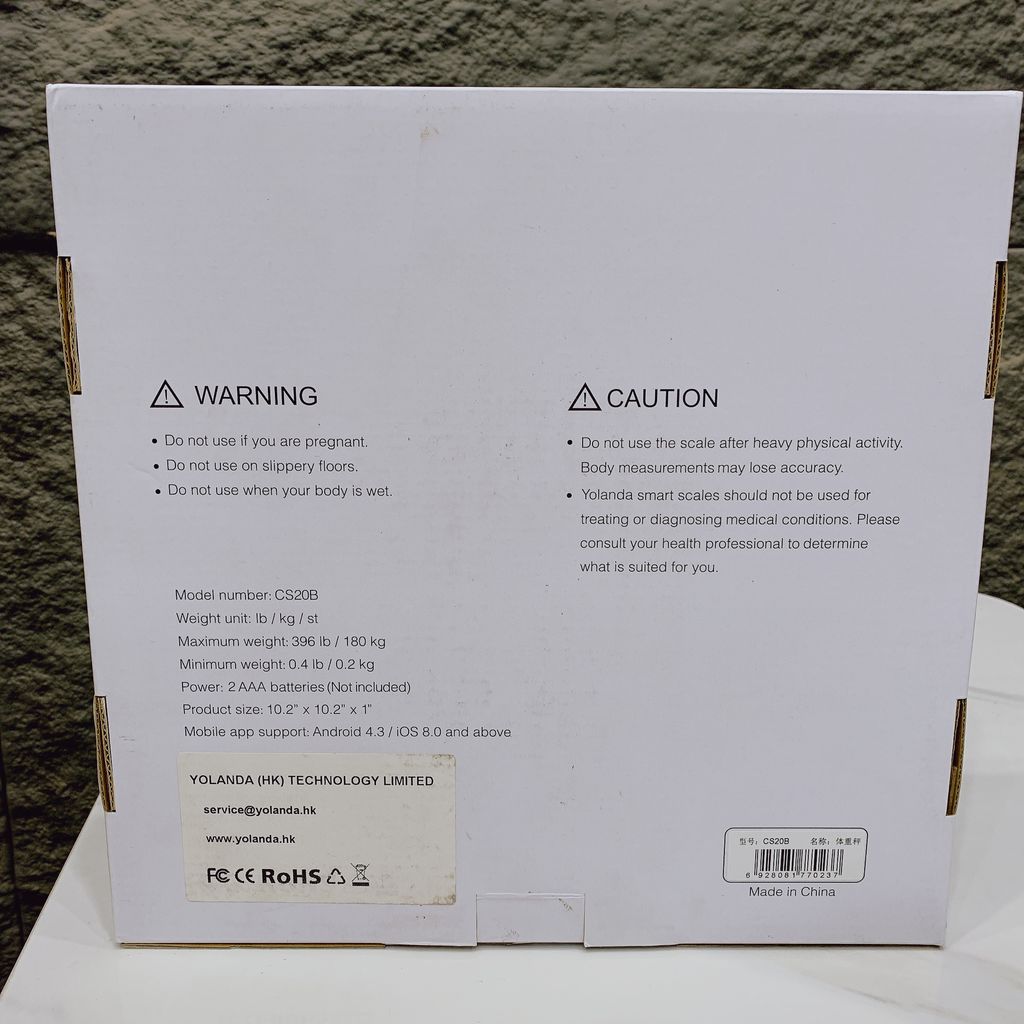 WARNING
• Do not use if you are pregnant.
• Do not use on slippery floors.
• Do not use when your body is wet.
CAUTION
• Do not use the scale after heavy physical activity.
Body measurements may lose accuracy.
• Yolanda smart scales should not be used for
treating or diagnosing medical conditions. Please
consult your health professional to determine
what is suited for you.
Model number: CS20B
Weight unit: lb / kg / st
Maximum weight: 396 lb / 180 kg
Minimum weight: 0.4 lb / 0.2 kg
Power: 2 AAA batteries (Not included)
Product size: 10.2” x 10.2” x 1”
Mobile app support: Android 4.3 / iOS 8.0 and above
YOLANDA (HK) TECHNOLOGY LIMITED
service@yolanda.hk
www.yolanda.hk
FC CE RoHS
型号: CS20B 名称: 体重秤
6 928081 770237
Made in China